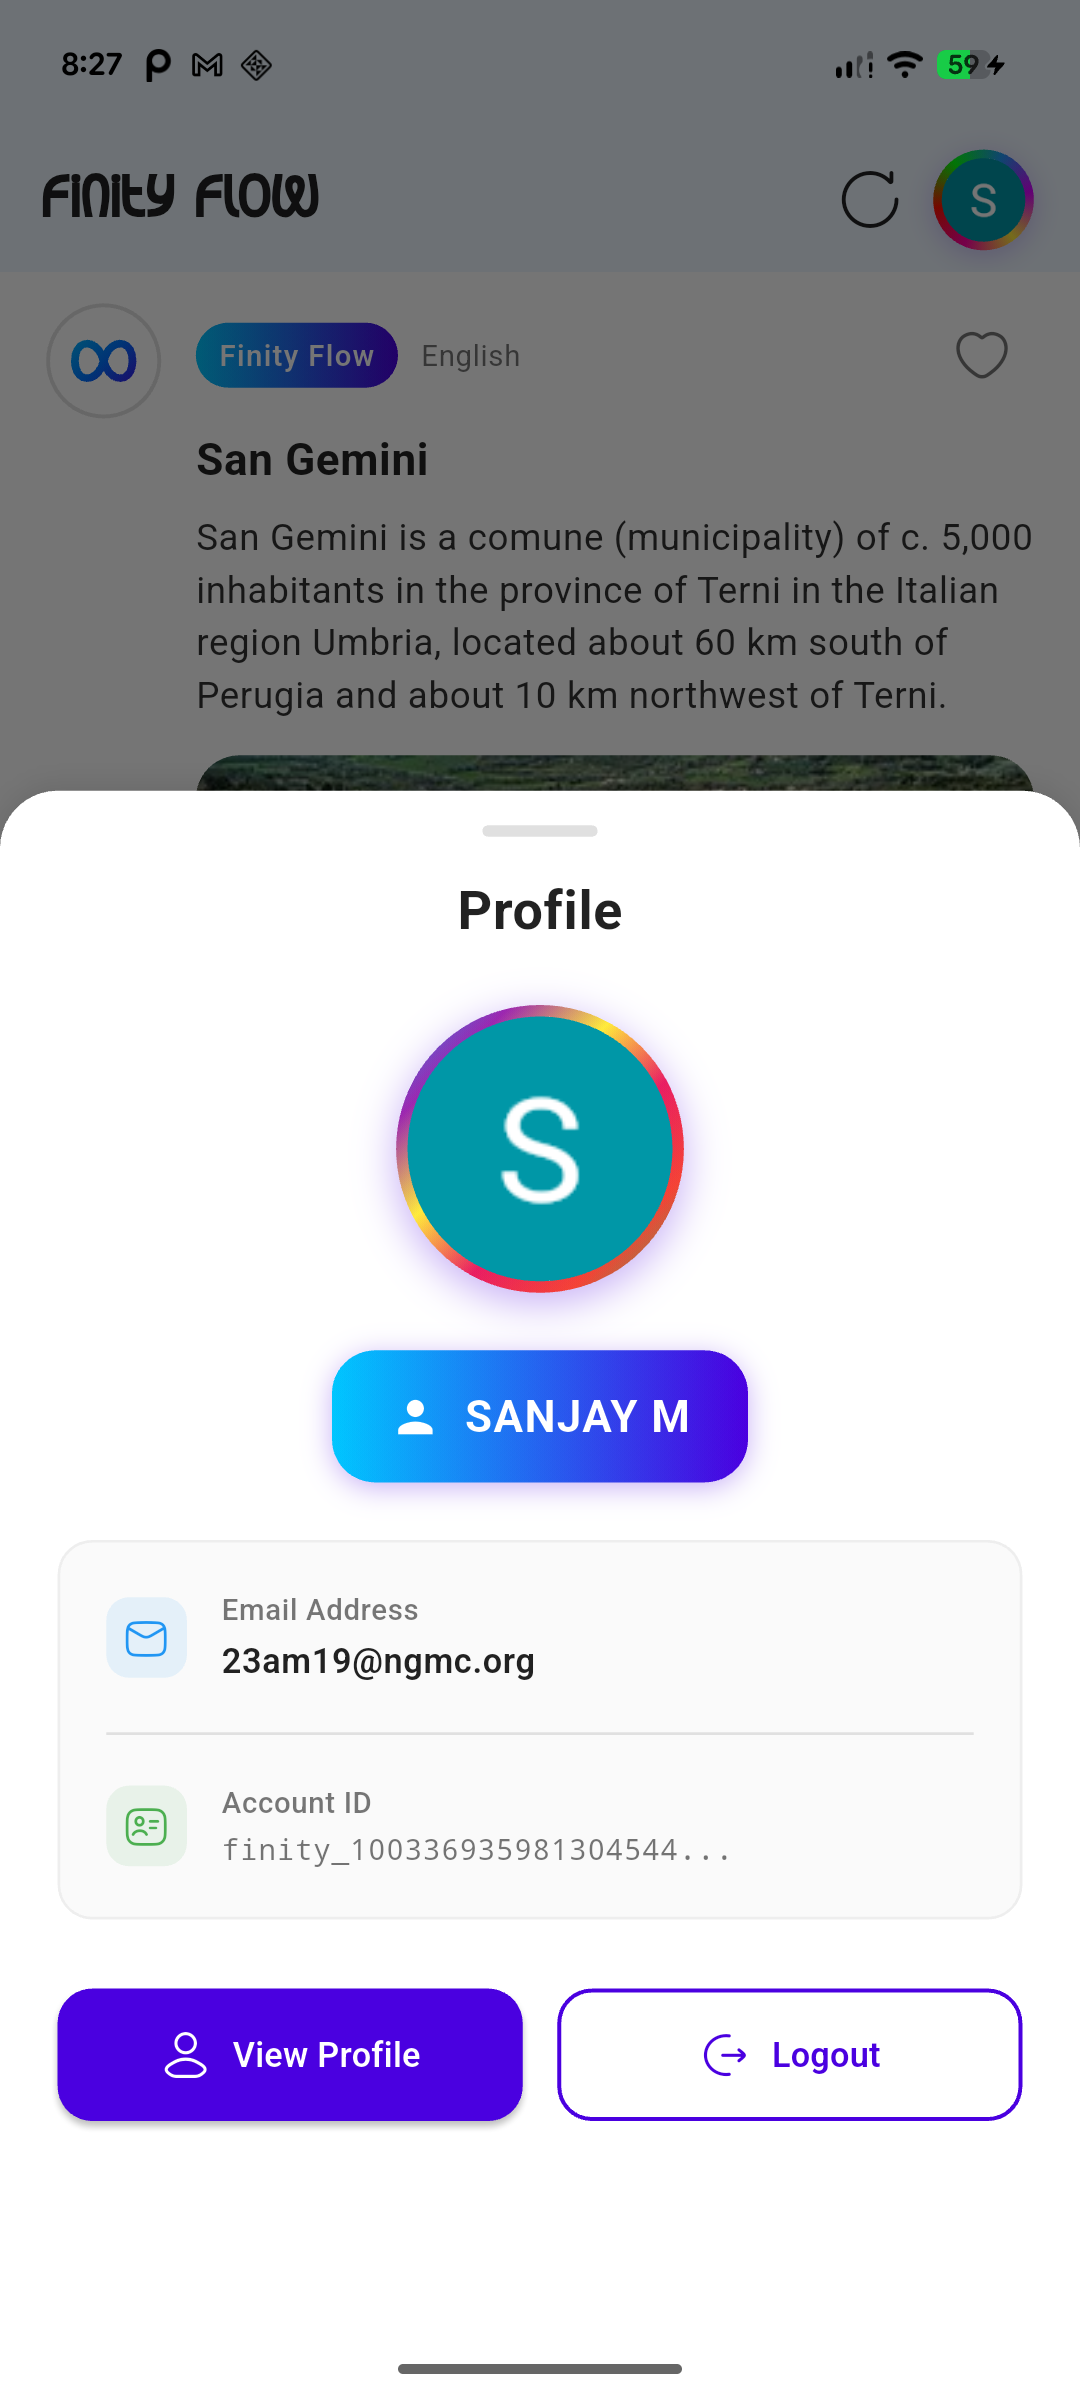 8:27
59
Finity Flow
S
Finity Flow English
San Gemini
San Gemini is a comune (municipality) of c. 5,000
inhabitants in the province of Terni in the Italian
region Umbria, located about 60 km south of
Perugia and about 10 km northwest of Terni.
Profile
S
SANJAY M
Email Address
23am19@ngmc.org
Account ID
finity_100336935981304544...
View Profile
Logout